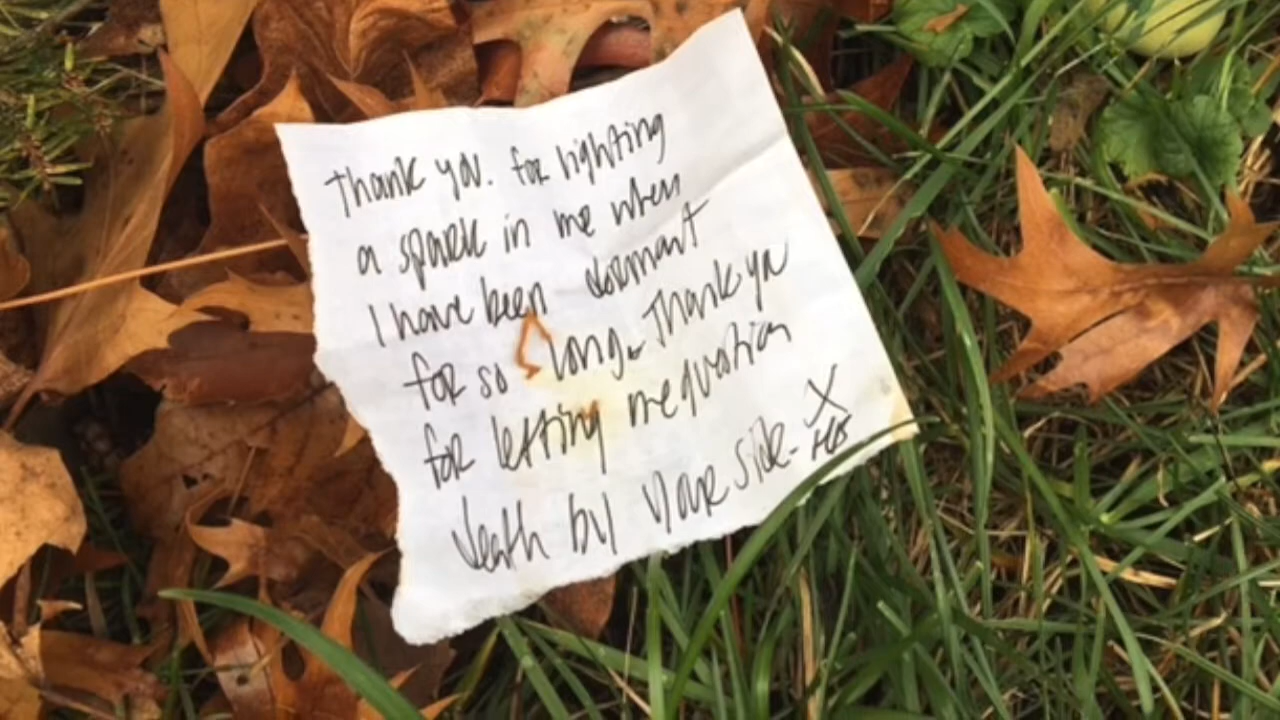 Thank you. for lighting
a spark in me when
I have been dormant
for so long. Thank you
for letting me question
death by your side- X
HB